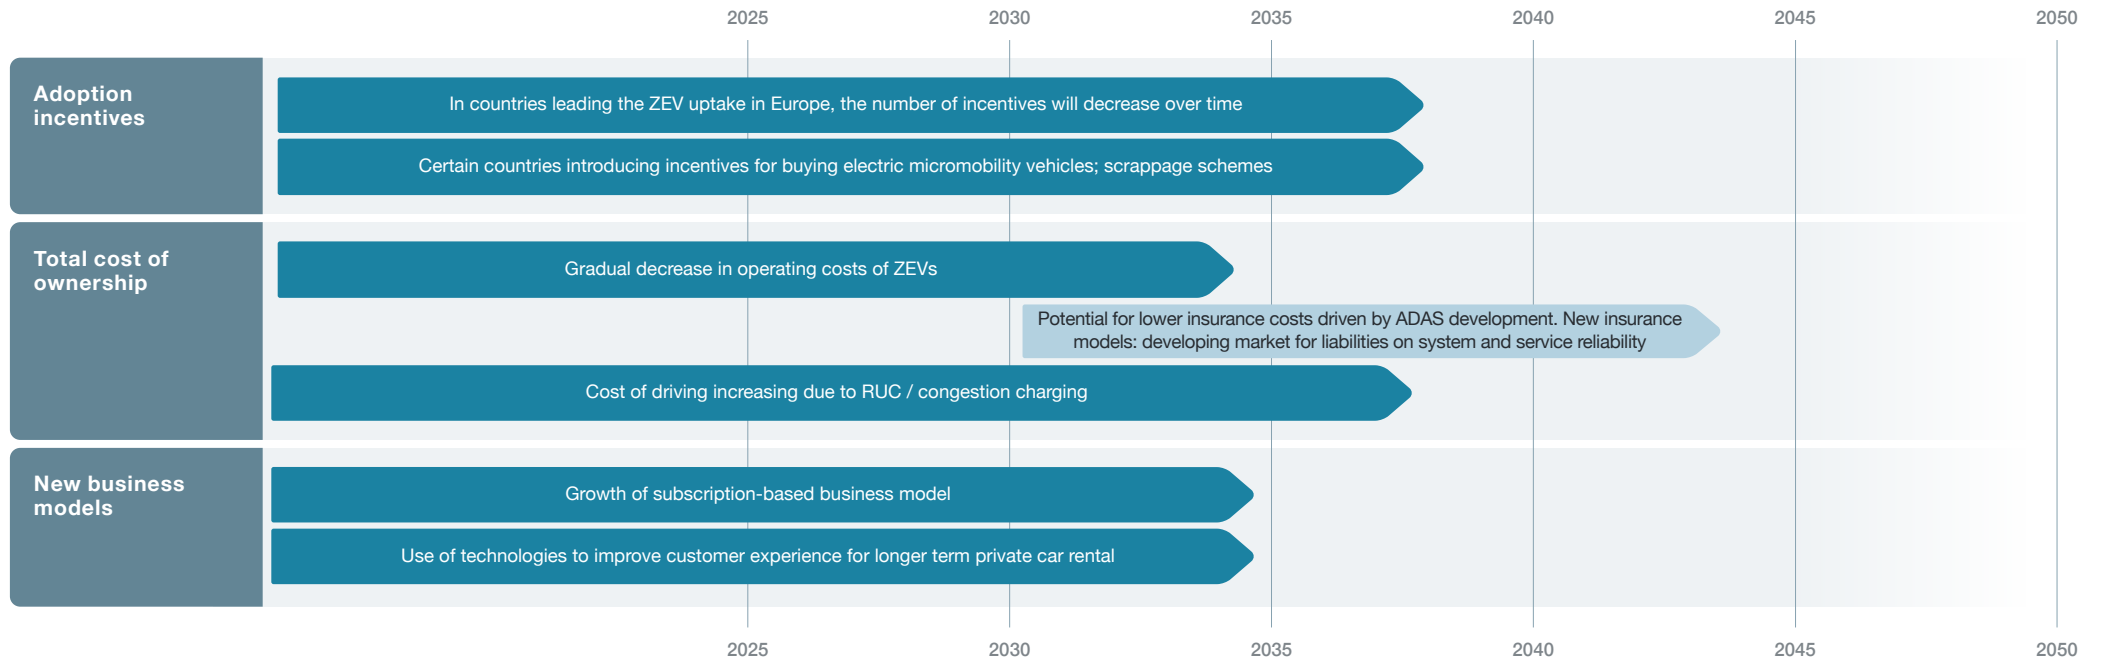 2025 2030 2035 2040 2045 2050
Adoption
incentives
In countries leading the ZEV uptake in Europe, the number of incentives will decrease over time
Certain countries introducing incentives for buying electric micromobility vehicles; scrappage schemes
Total cost of
ownership
Gradual decrease in operating costs of ZEVs
Potential for lower insurance costs driven by ADAS development. New insurance
models: developing market for liabilities on system and service reliability
Cost of driving increasing due to RUC / congestion charging
New business
models
Growth of subscription-based business model
Use of technologies to improve customer experience for longer term private car rental
2025 2030 2035 2040 2045 2050